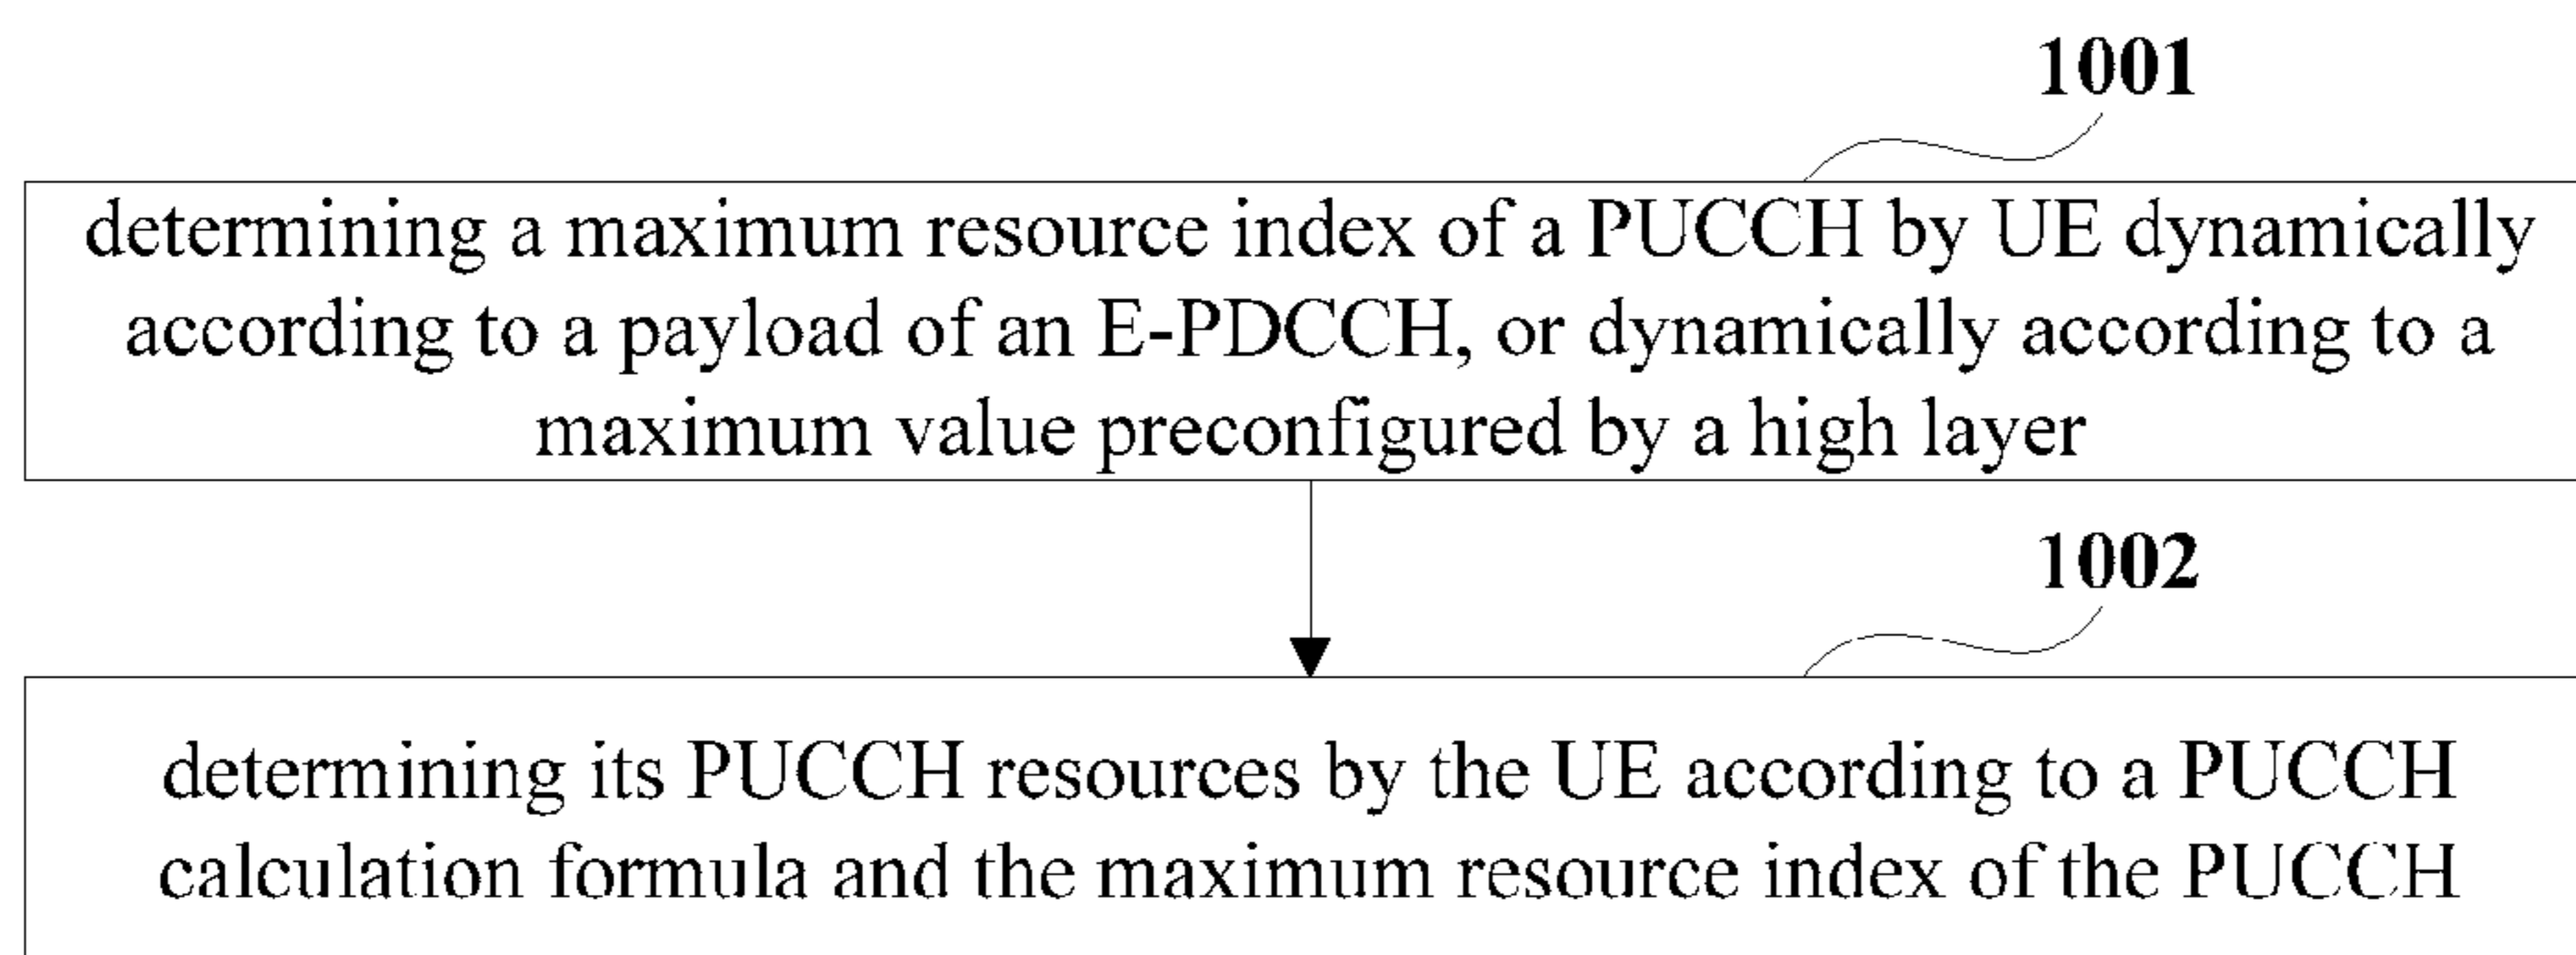 1001
determining a maximum resource index of a PUCCH by UE dynamically
according to a payload of an E-PDCCH, or dynamically according to a
maximum value preconfigured by a high layer
1002
determining its PUCCH resources by the UE according to a PUCCH
calculation formula and the maximum resource index of the PUCCH